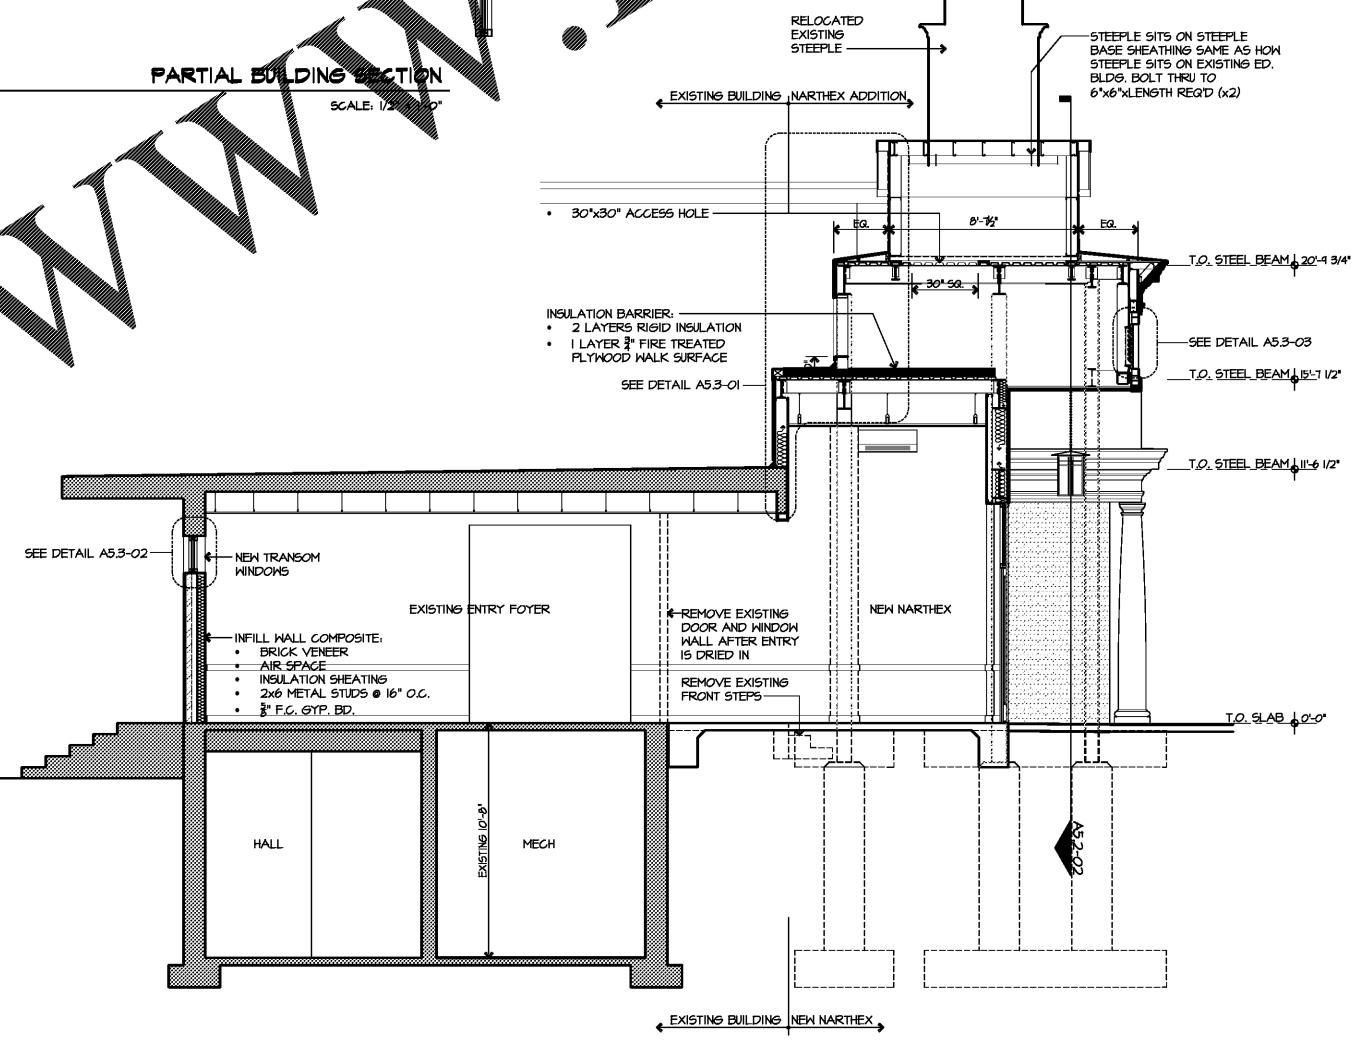 WWW.
PARTIAL BUILDING SECTION
SCALE: 1/2" = 1'-0"
RELOCATED
EXISTING
STEEPLE
STEEPLE SITS ON STEEPLE
BASE SHEATHING SAME AS HOW
STEEPLE SITS ON EXISTING ED.
BLDG. BOLT THRU TO
6"x6"xLENGTH REQ'D (x2)
EXISTING BUILDING
NARTHEX ADDITION
• 30"x30" ACCESS HOLE
EQ.
8'-7½"
EQ.
T.O. STEEL BEAM
20'-9 3/4"
30" SQ.
INSULATION BARRIER:
• 2 LAYERS RIGID INSULATION
• 1 LAYER ¾" FIRE TREATED
PLYWOOD WALK SURFACE
SEE DETAIL A5.3-03
SEE DETAIL A5.3-01
T.O. STEEL BEAM
15'-7 1/2"
T.O. STEEL BEAM
11'-6 1/2"
SEE DETAIL A5.3-02
NEW TRANSOM
WINDOWS
EXISTING ENTRY FOYER
REMOVE EXISTING
DOOR AND WINDOW
WALL AFTER ENTRY
IS DRIED IN
NEW NARTHEX
INFILL WALL COMPOSITE:
• BRICK VENEER
• AIR SPACE
• INSULATION SHEATING
• 2x6 METAL STUDS @ 16" O.C.
• ⅝" F.C. GYP. BD.
REMOVE EXISTING
FRONT STEPS
T.O. SLAB
0'-0"
HALL
EXISTING 10'-8"
MECH
A5.2-02
EXISTING BUILDING
NEW NARTHEX